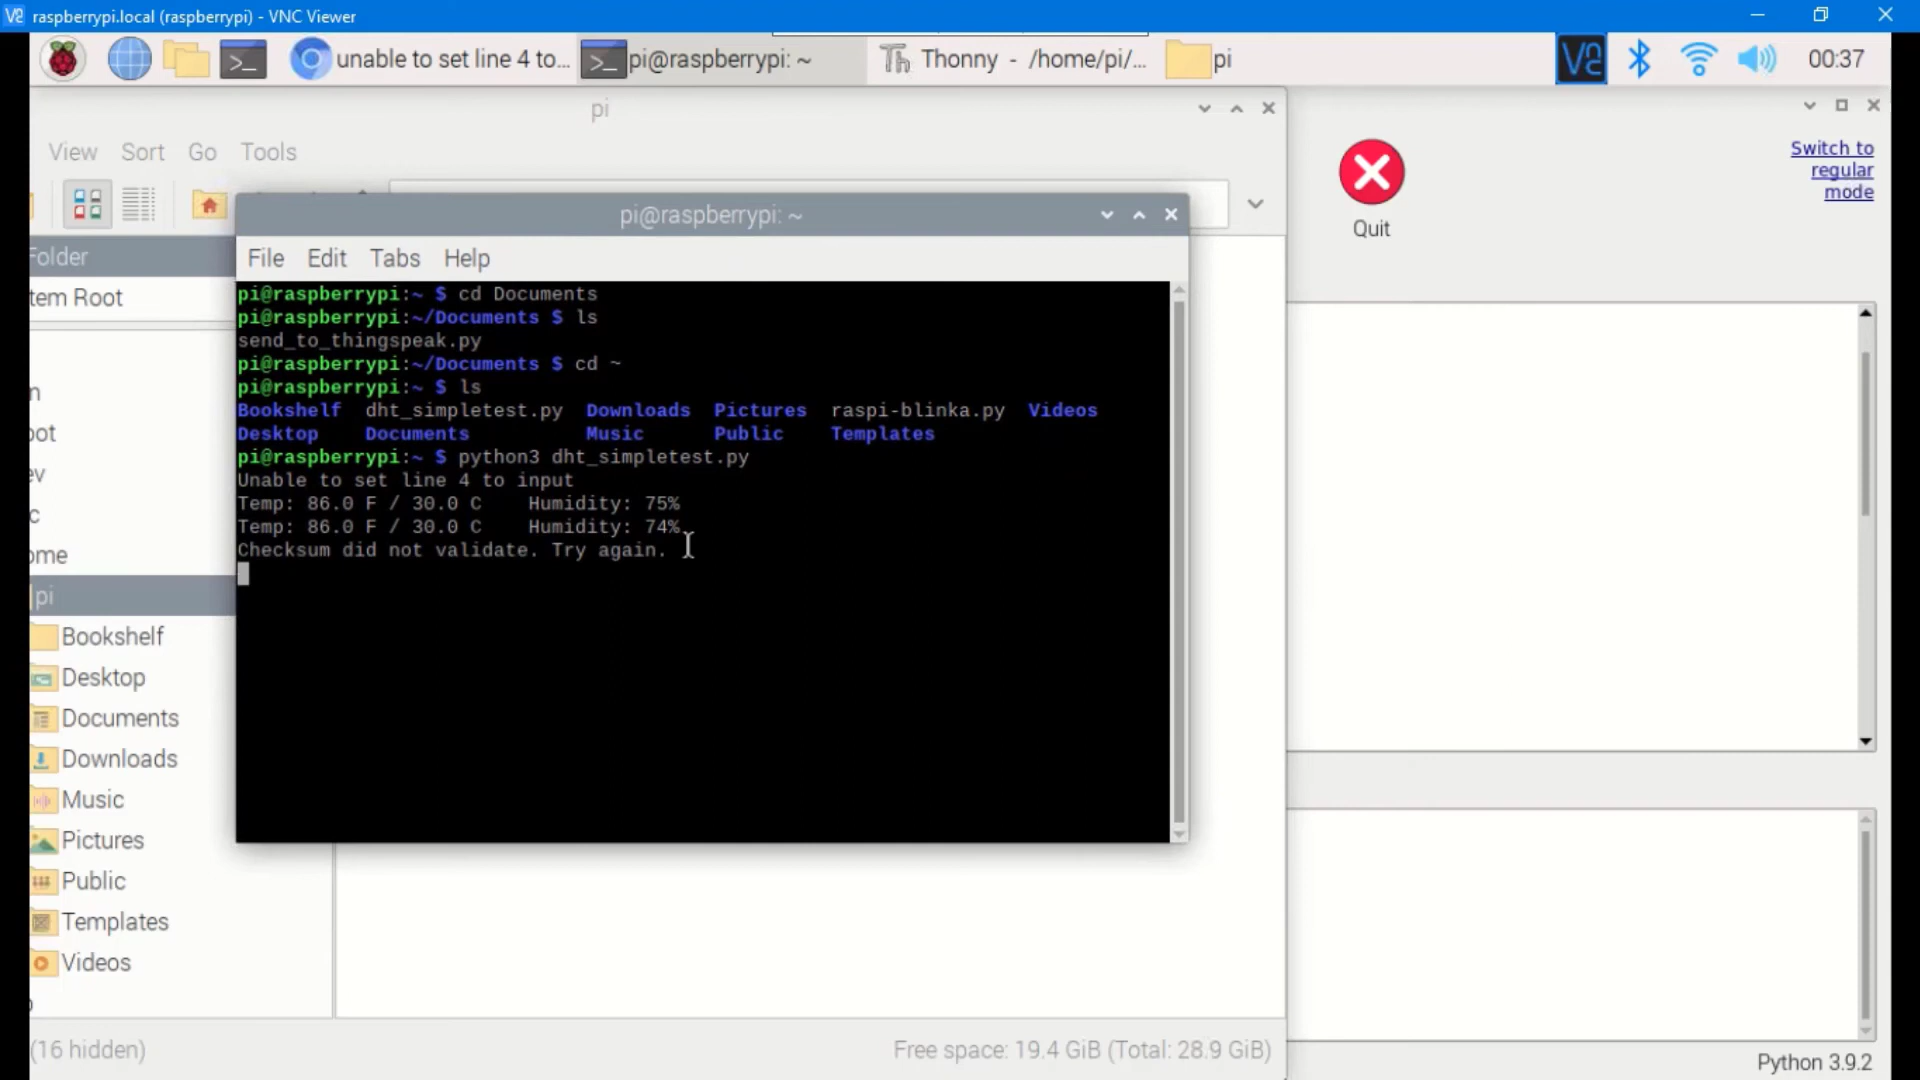 raspberrypi.local (raspberrypi) - VNC Viewer
unable to set line 4 to... pi@raspberrypi: ~ Thonny - /home/pi/... pi 00:37
pi
View Sort Go Tools
Switch to
regular
mode
Quit
pi@raspberrypi: ~
File Edit Tabs Help
pi@raspberrypi:~ $ cd Documents
pi@raspberrypi:~/Documents $ ls
send_to_thingspeak.py
pi@raspberrypi:~/Documents $ cd ~
pi@raspberrypi:~ $ ls
Bookshelf dht_simpletest.py Downloads Pictures raspi-blinka.py Videos
Desktop Documents Music Public Templates
pi@raspberrypi:~ $ python3 dht_simpletest.py
Unable to set line 4 to input
Temp: 86.0 F / 30.0 C Humidity: 75%
Temp: 86.0 F / 30.0 C Humidity: 74%
Checksum did not validate. Try again.
Folder
tem Root
n
oot
ev
c
ome
pi
Bookshelf
Desktop
Documents
Downloads
Music
Pictures
Public
Templates
Videos
(16 hidden)
Free space: 19.4 GiB (Total: 28.9 GiB)
Python 3.9.2